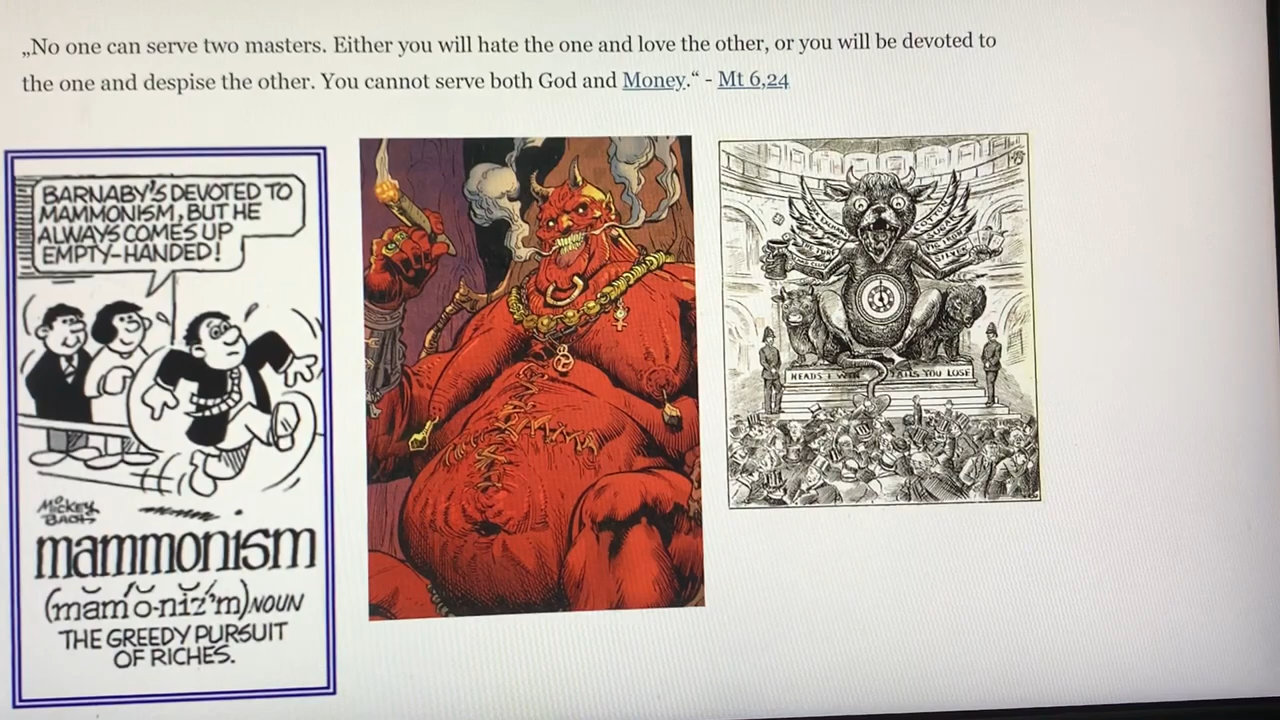 „No one can serve two masters. Either you will hate the one and love the other, or you will be devoted to
the one and despise the other. You cannot serve both God and Money.“ - Mt 6,24
BARNABY'S DEVOTED TO
MAMMONISM, BUT HE
ALWAYS COMES UP
EMPTY-HANDED!
MICKEY
BACH
mammonism
(măm'ŏ-nĭz'm) NOUN
THE GREEDY PURSUIT
OF RICHES.
HEADS I WIN TAILS YOU LOSE